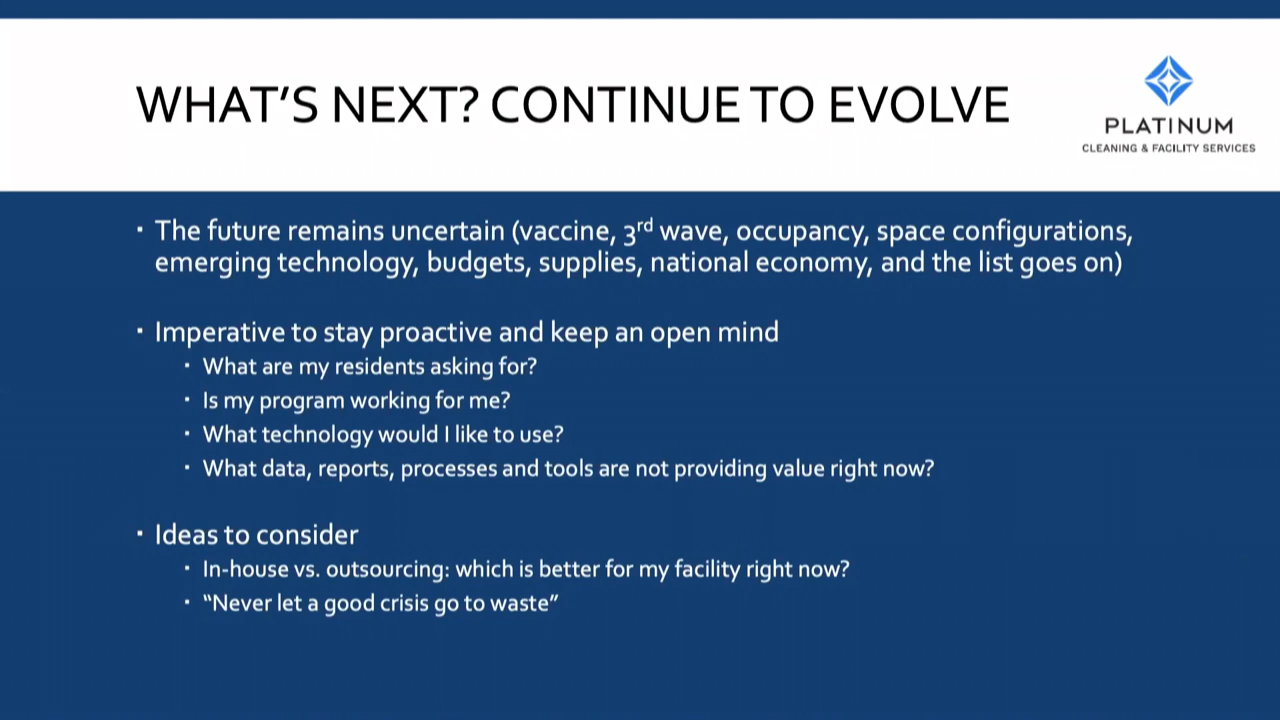 WHAT'S NEXT? CONTINUE TO EVOLVE
PLATINUM
CLEANING & FACILITY SERVICES
▪ The future remains uncertain (vaccine, 3rd wave, occupancy, space configurations,
emerging technology, budgets, supplies, national economy, and the list goes on)
▪ Imperative to stay proactive and keep an open mind
▪ What are my residents asking for?
▪ Is my program working for me?
▪ What technology would I like to use?
▪ What data, reports, processes and tools are not providing value right now?
▪ Ideas to consider
▪ In-house vs. outsourcing: which is better for my facility right now?
▪ “Never let a good crisis go to waste”